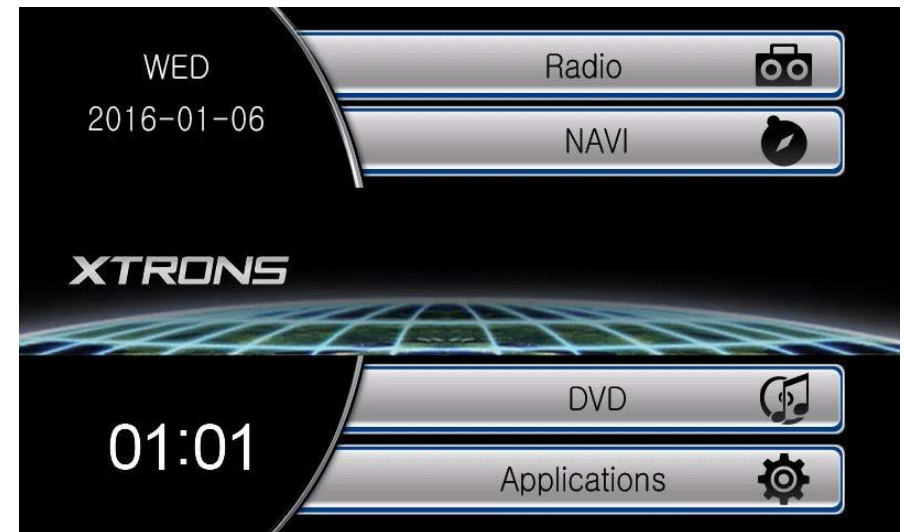 WED
2016-01-06
Radio
NAVI
XTRONS
DVD
01:01
Applications